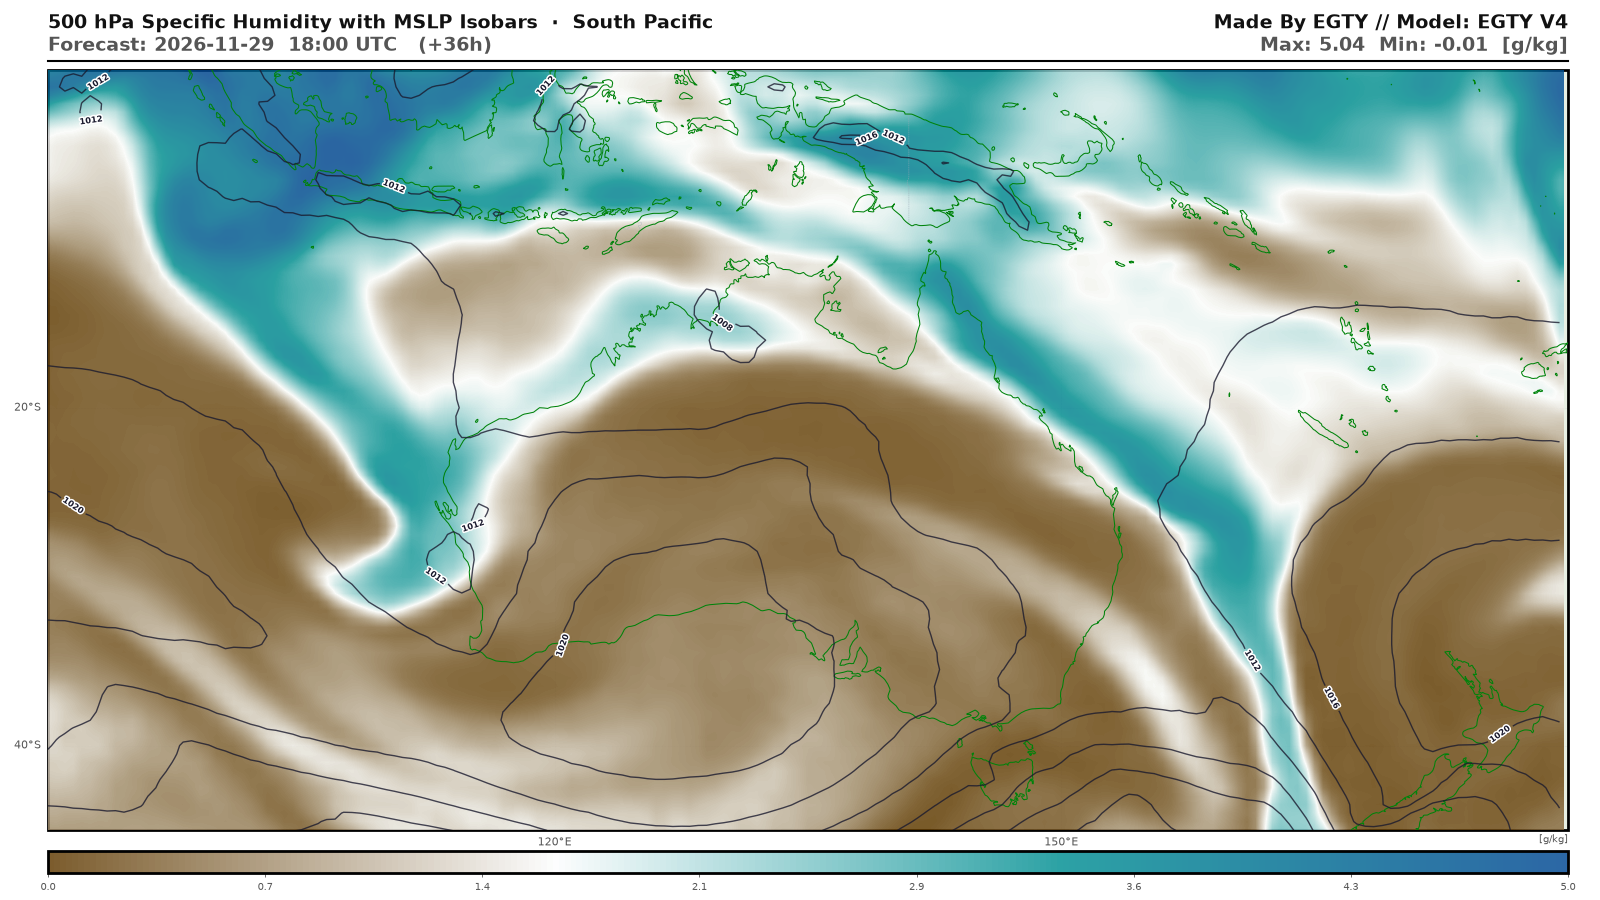 500 hPa Specific Humidity with MSLP Isobars · South Pacific
Made By EGTY // Model: EGTY V4
Forecast: 2026-11-29 18:00 UTC (+36h)
Max: 5.04 Min: -0.01 [g/kg]
1012
1012
1012
1016
1012
1012
1008
20°S
1020
1012
1012
1020
1012
1016
1020
40°S
120°E
150°E
[g/kg]
0.0
0.7
1.4
2.1
2.9
3.6
4.3
5.0